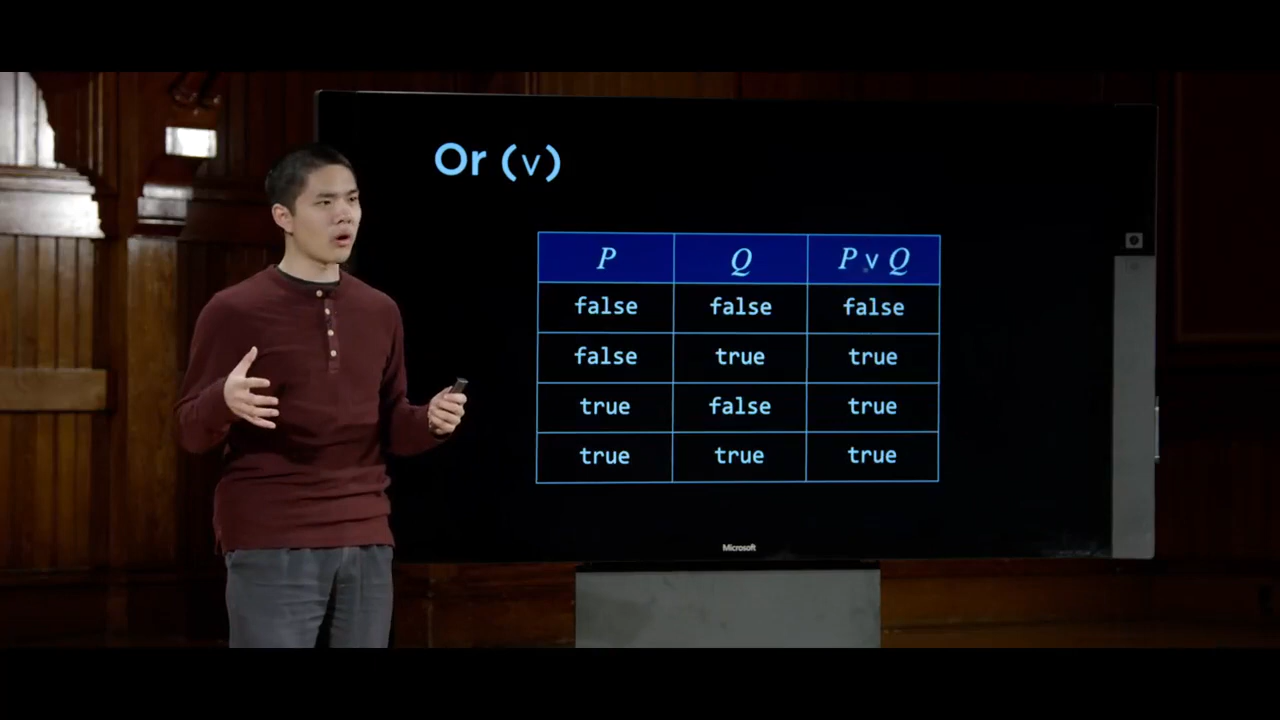 Or (∨)
P Q P ∨ Q
false false false
false true true
true false true
true true true
Microsoft